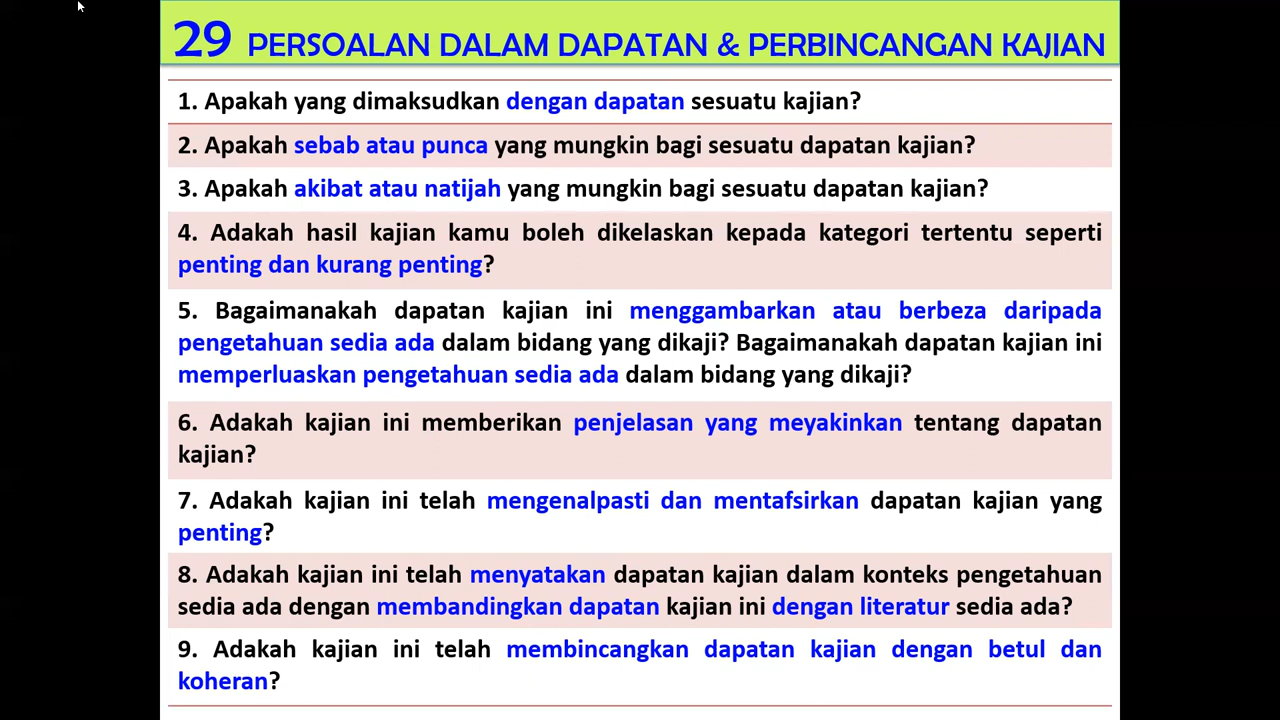 29 PERSOALAN DALAM DAPATAN & PERBINCANGAN KAJIAN
1. Apakah yang dimaksudkan dengan dapatan sesuatu kajian?
2. Apakah sebab atau punca yang mungkin bagi sesuatu dapatan kajian?
3. Apakah akibat atau natijah yang mungkin bagi sesuatu dapatan kajian?
4. Adakah hasil kajian kamu boleh dikelaskan kepada kategori tertentu seperti
penting dan kurang penting?
5. Bagaimanakah dapatan kajian ini menggambarkan atau berbeza daripada
pengetahuan sedia ada dalam bidang yang dikaji? Bagaimanakah dapatan kajian ini
memperluaskan pengetahuan sedia ada dalam bidang yang dikaji?
6. Adakah kajian ini memberikan penjelasan yang meyakinkan tentang dapatan
kajian?
7. Adakah kajian ini telah mengenalpasti dan mentafsirkan dapatan kajian yang
penting?
8. Adakah kajian ini telah menyatakan dapatan kajian dalam konteks pengetahuan
sedia ada dengan membandingkan dapatan kajian ini dengan literatur sedia ada?
9. Adakah kajian ini telah membincangkan dapatan kajian dengan betul dan
koheran?